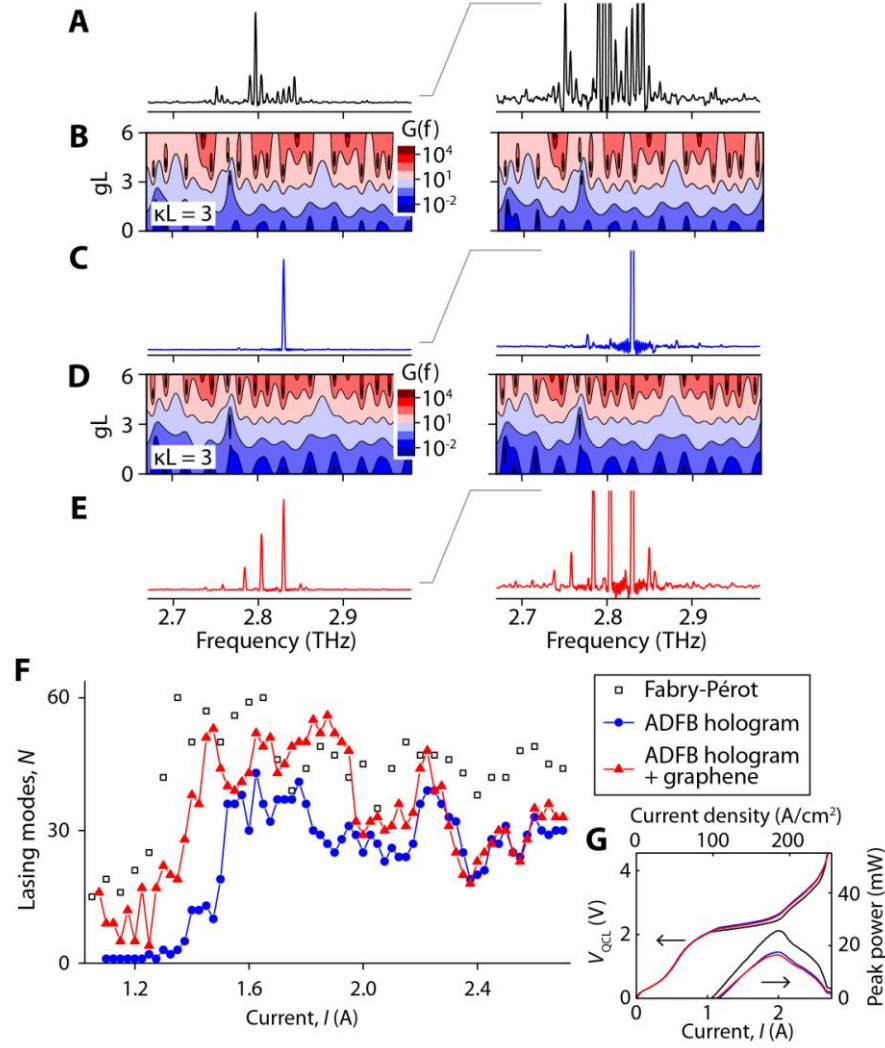 A
B
6
3
0
gL
κL = 3
G(f)
10⁴
10¹
10⁻²
C
D
6
3
0
gL
κL = 3
G(f)
10⁴
10¹
10⁻²
E
2.7 2.8 2.9
Frequency (THz)
2.7 2.8 2.9
Frequency (THz)
F
60
30
0
Lasing modes, N
1.2 1.6 2.0 2.4
Current, I (A)
Fabry-Pérot
ADFB hologram
ADFB hologram
+ graphene
Current density (A/cm²)
G
0 100 200
4
2
0
V_QCL (V)
40
20
0
Peak power (mW)
0 1 2
Current, I (A)